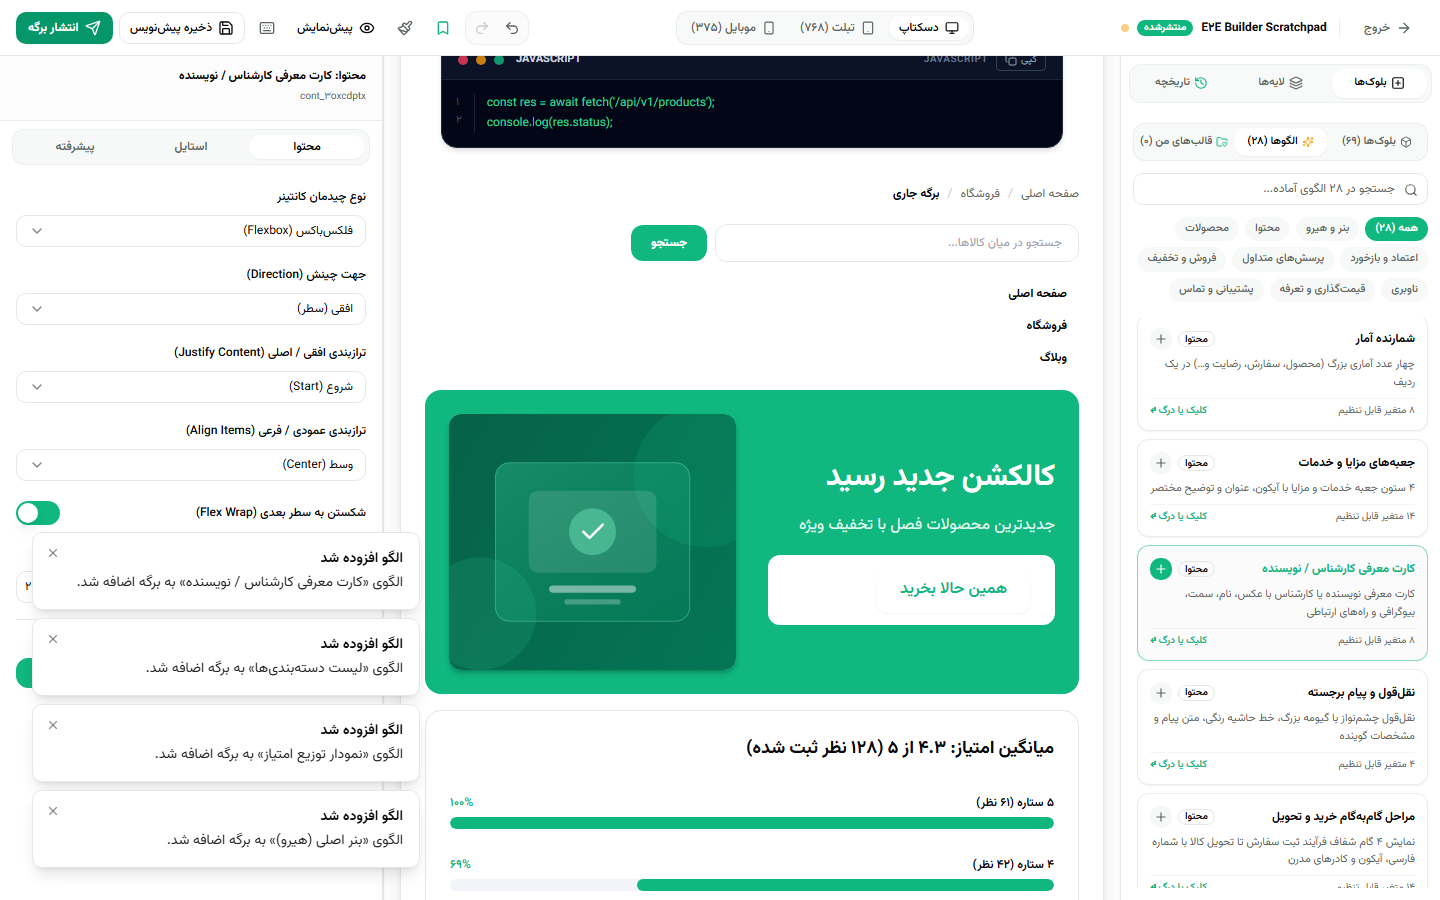 خروج
E2E Builder Scratchpad
منتشرشده
دسکتاپ
تبلت (۷۶۸)
موبایل (۳۷۵)
پیش‌نمایش
ذخیره پیش‌نویس
انتشار برگه
بلوک‌ها
لایه‌ها
تاریخچه
بلوک‌ها (۶۹)
الگوها (۲۸)
قالب‌های من (۰)
جستجو در ۲۸ الگوی آماده...
همه (۲۸)
بنر و هیرو
محتوا
محصولات
اعتماد و بازخورد
پرسش‌های متداول
فروش و تخفیف
ناوبری
قیمت‌گذاری و تعرفه
پشتیبانی و تماس
شمارنده آمار
محتوا
چهار عدد آماری بزرگ (محصول، سفارش، رضایت و...) در یک
ردیف
۸ متغیر قابل تنظیم
کلیک یا درگ
جعبه‌های مزایا و خدمات
محتوا
۴ ستون جعبه خدمات و مزایا با آیکون، عنوان و توضیح مختصر
۱۴ متغیر قابل تنظیم
کلیک یا درگ
کارت معرفی کارشناس / نویسنده
محتوا
کارت معرفی نویسنده یا کارشناس با عکس، نام، سمت،
بیوگرافی و راه‌های ارتباطی
۸ متغیر قابل تنظیم
کلیک یا درگ
نقل‌قول و پیام برجسته
محتوا
نقل‌قول چشم‌نواز با گیومه بزرگ، خط حاشیه رنگی، متن پیام و
مشخصات گوینده
۴ متغیر قابل تنظیم
کلیک یا درگ
مراحل گام‌به‌گام خرید و تحویل
محتوا
نمایش ۴ گام شفاف فرآیند ثبت سفارش تا تحویل کالا با شماره
فارسی، آیکون و کادرهای مدرن
۱۴ متغیر قابل تنظیم
کلیک یا درگ
JAVASCRIPT
JAVASCRIPT
کپی
۱
const res = await fetch('/api/v1/products');
۲
console.log(res.status);
صفحه اصلی / فروشگاه / برگه جاری
جستجو در میان کالاها...
جستجو
صفحه اصلی
فروشگاه
وبلاگ
کالکشن جدید رسید
جدیدترین محصولات فصل با تخفیف ویژه
همین حالا بخرید
میانگین امتیاز: ۴.۳ از ۵ (۱۲۸ نظر ثبت شده)
۵ ستاره (۶۱ نظر)
۱۰۰%
۴ ستاره (۴۲ نظر)
۶۹%
محتوا: کارت معرفی کارشناس / نویسنده
cont_۳oxcdptx
محتوا
استایل
پیشرفته
نوع چیدمان کانتینر
فلکس‌باکس (Flexbox)
جهت چینش (Direction)
افقی (سطر)
ترازبندی افقی / اصلی (Justify Content)
شروع (Start)
ترازبندی عمودی / فرعی (Align Items)
وسط (Center)
شکستن به سطر بعدی (Flex Wrap)
۲
الگو افزوده شد
الگوی «کارت معرفی کارشناس / نویسنده» به برگه اضافه شد.
الگو افزوده شد
الگوی «لیست دسته‌بندی‌ها» به برگه اضافه شد.
الگو افزوده شد
الگوی «نمودار توزیع امتیاز» به برگه اضافه شد.
الگو افزوده شد
الگوی «بنر اصلی (هیرو)» به برگه اضافه شد.